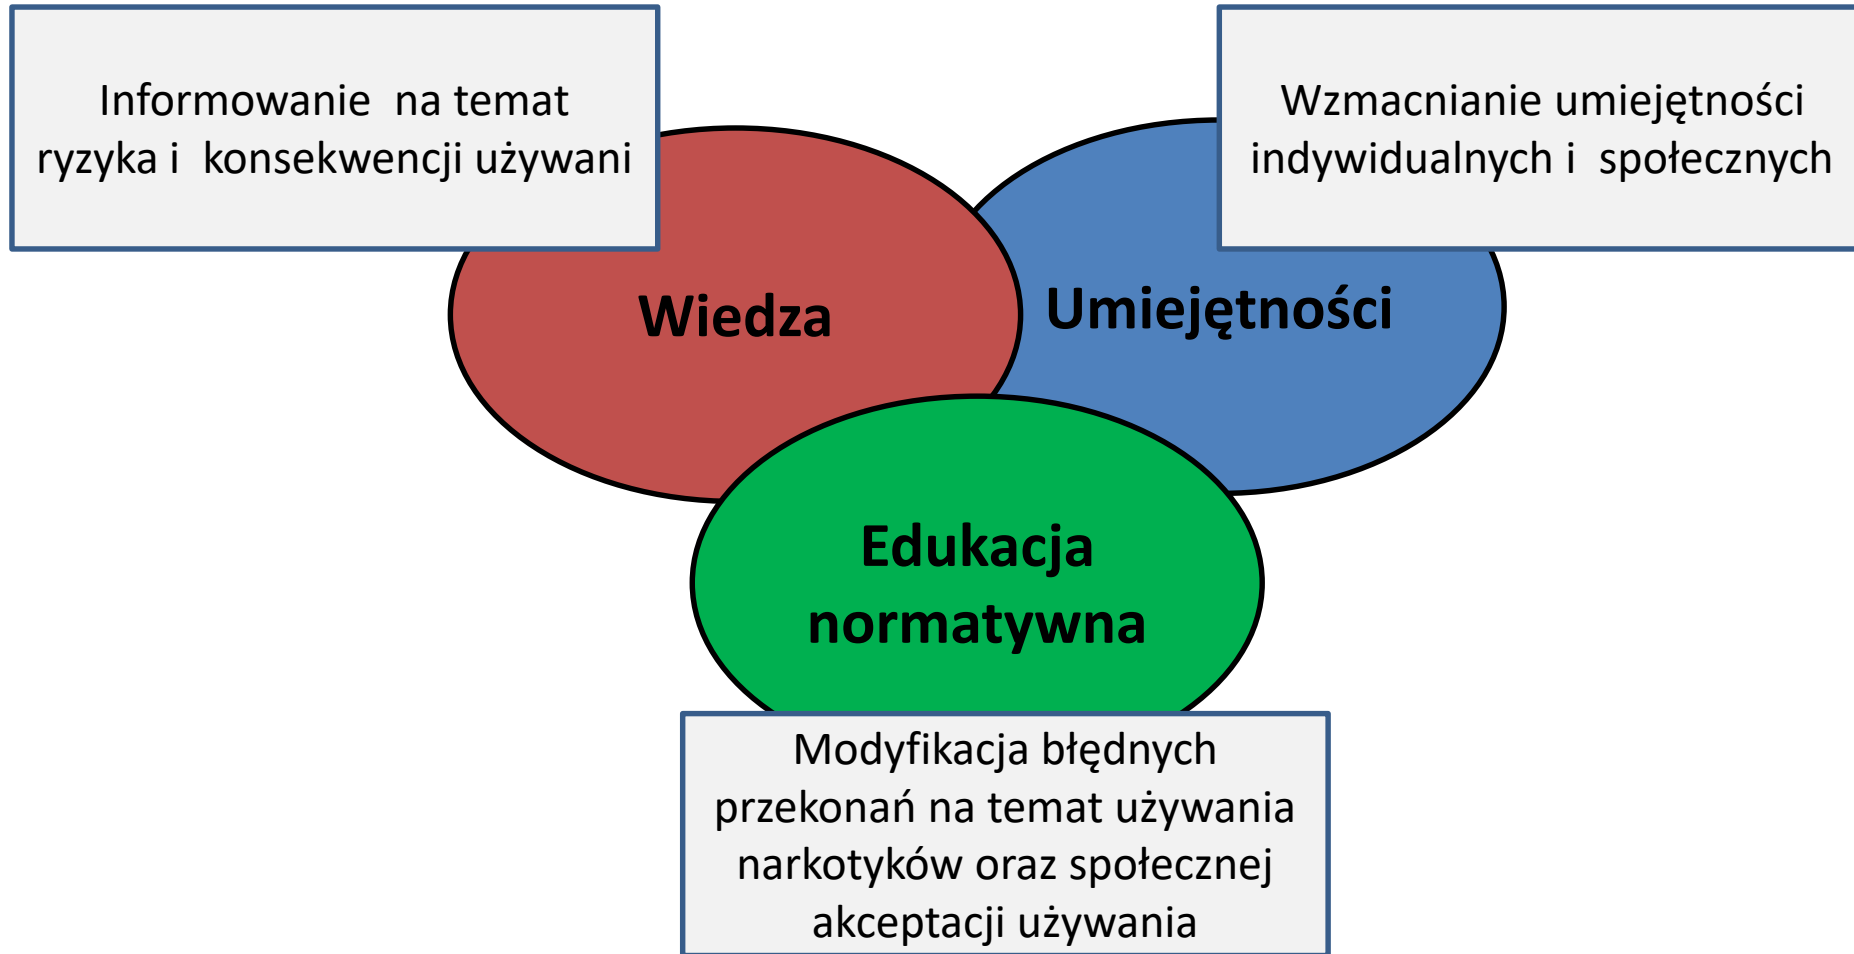 Informowanie na temat
ryzyka i konsekwencji używani
Wzmacnianie umiejętności
indywidualnych i społecznych
Wiedza
Umiejętności
Edukacja
normatywna
Modyfikacja błędnych
przekonań na temat używania
narkotyków oraz społecznej
akceptacji używania